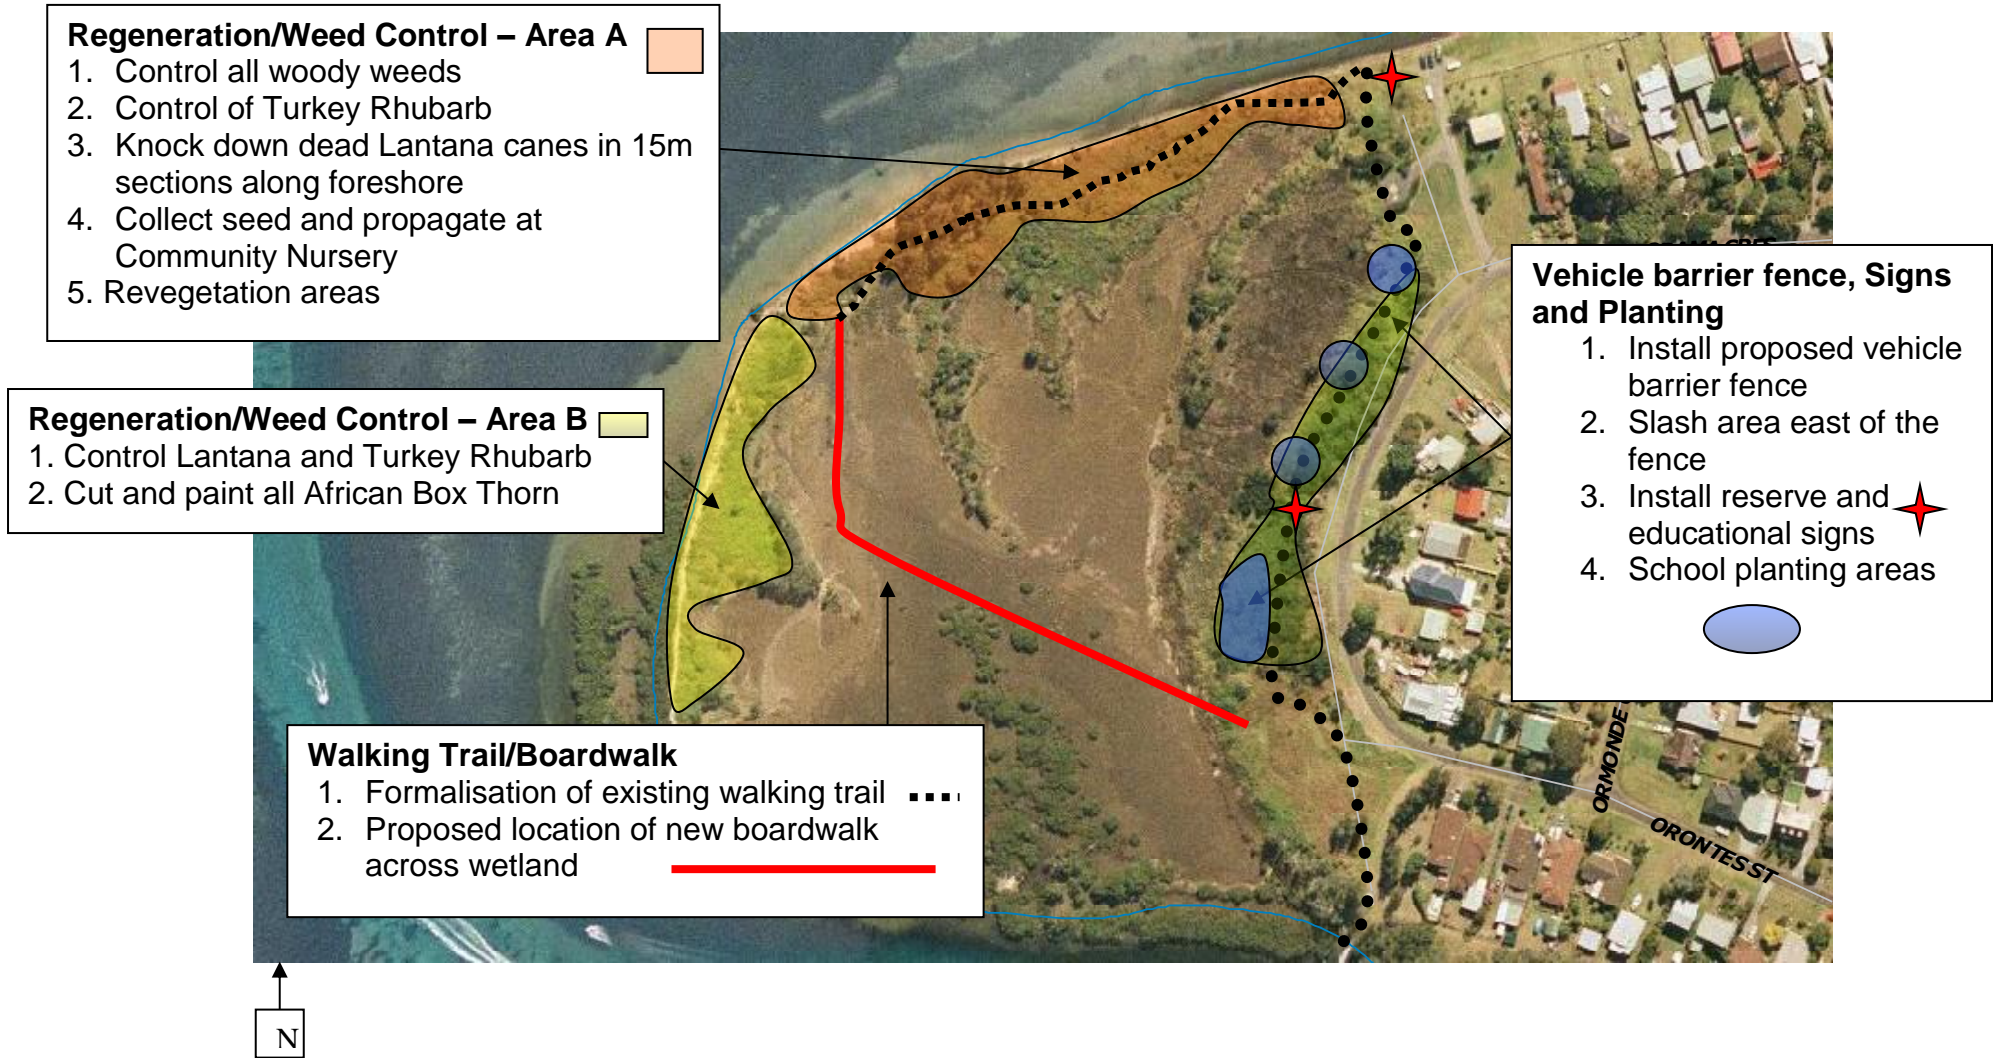 Regeneration/Weed Control – Area A
1. Control all woody weeds
2. Control of Turkey Rhubarb
3. Knock down dead Lantana canes in 15m
sections along foreshore
4. Collect seed and propagate at
Community Nursery
5. Revegetation areas
Regeneration/Weed Control – Area B
1. Control Lantana and Turkey Rhubarb
2. Cut and paint all African Box Thorn
Vehicle barrier fence, Signs
and Planting
1. Install proposed vehicle
barrier fence
2. Slash area east of the
fence
3. Install reserve and
educational signs
4. School planting areas
Walking Trail/Boardwalk
1. Formalisation of existing walking trail
2. Proposed location of new boardwalk
across wetland
ORMONDE
ORONTES ST
N